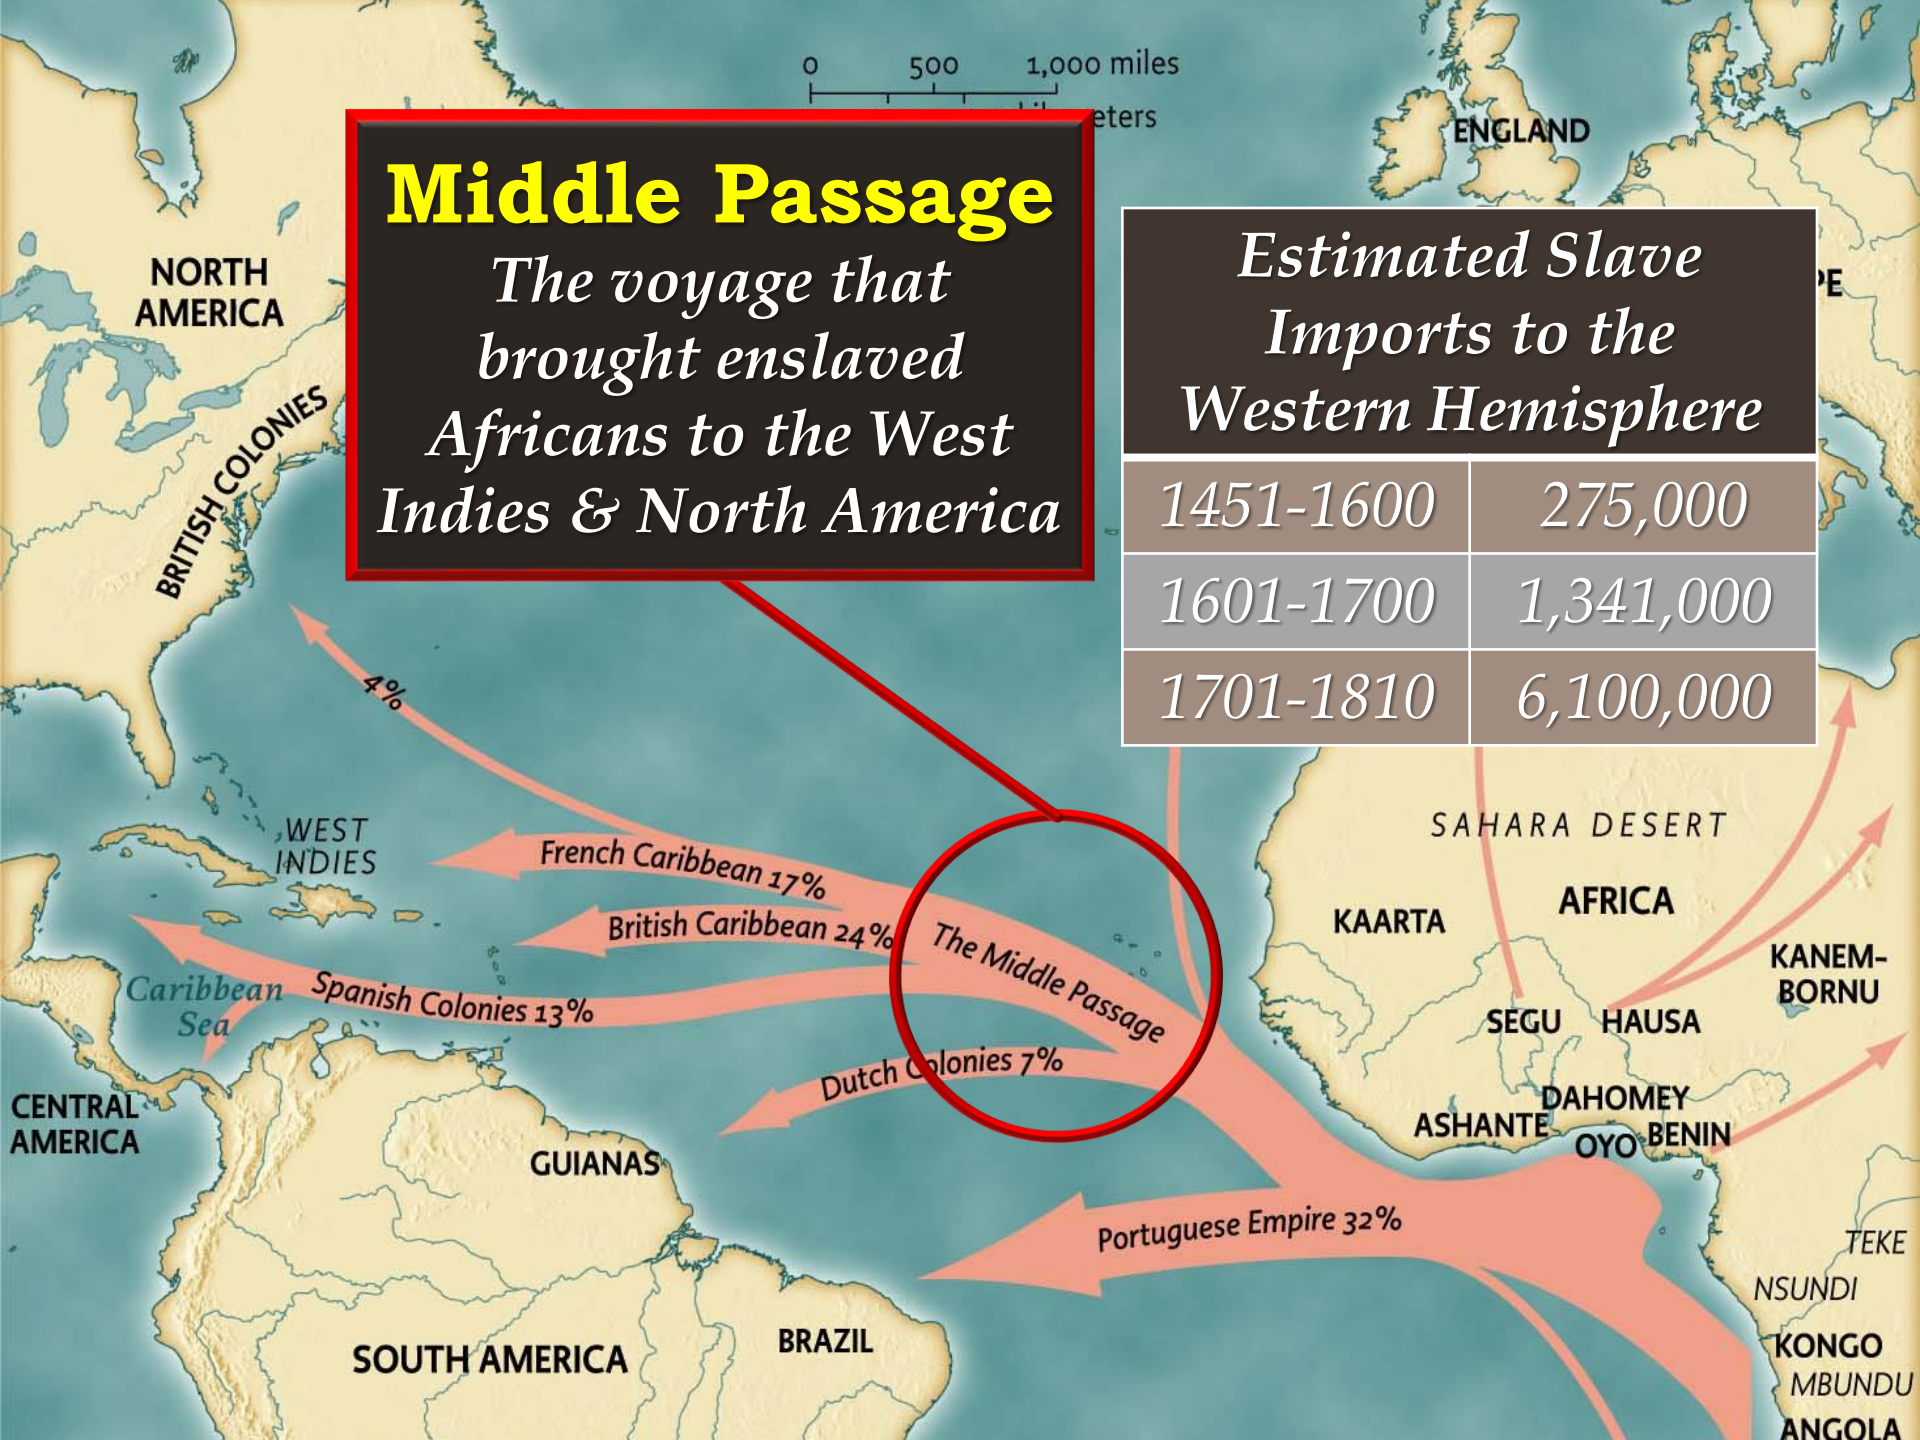 0 500 1,000 miles
ENGLAND
Middle Passage
The voyage that
brought enslaved
Africans to the West
Indies & North America
Estimated Slave
Imports to the
Western Hemisphere
1451-1600 275,000
1601-1700 1,341,000
1701-1810 6,100,000
NORTH
AMERICA
BRITISH COLONIES
4%
WEST
INDIES
French Caribbean 17%
British Caribbean 24%
The Middle Passage
Spanish Colonies 13%
Caribbean
Sea
Dutch Colonies 7%
CENTRAL
AMERICA
GUIANAS
Portuguese Empire 32%
SOUTH AMERICA
BRAZIL
SAHARA DESERT
AFRICA
KAARTA
KANEM-
BORNU
SEGU
HAUSA
DAHOMEY
ASHANTE
OYO
BENIN
TEKE
NSUNDI
KONGO
MBUNDU
ANGOLA